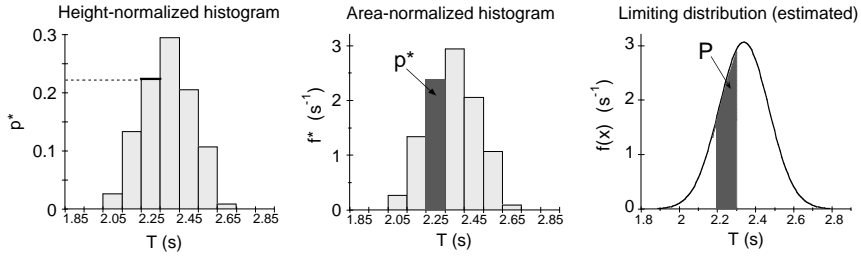 Height-normalized histogram
0.3
0.2
0.1
0
p*
1.85 2.05 2.25 2.45 2.65 2.85
T (s)
Area-normalized histogram
3
2
1
0
f* (s-1)
p*
1.85 2.05 2.25 2.45 2.65 2.85
T (s)
Limiting distribution (estimated)
3
2
1
0
f(x) (s-1)
P
1.8 2 2.2 2.4 2.6 2.8
T (s)